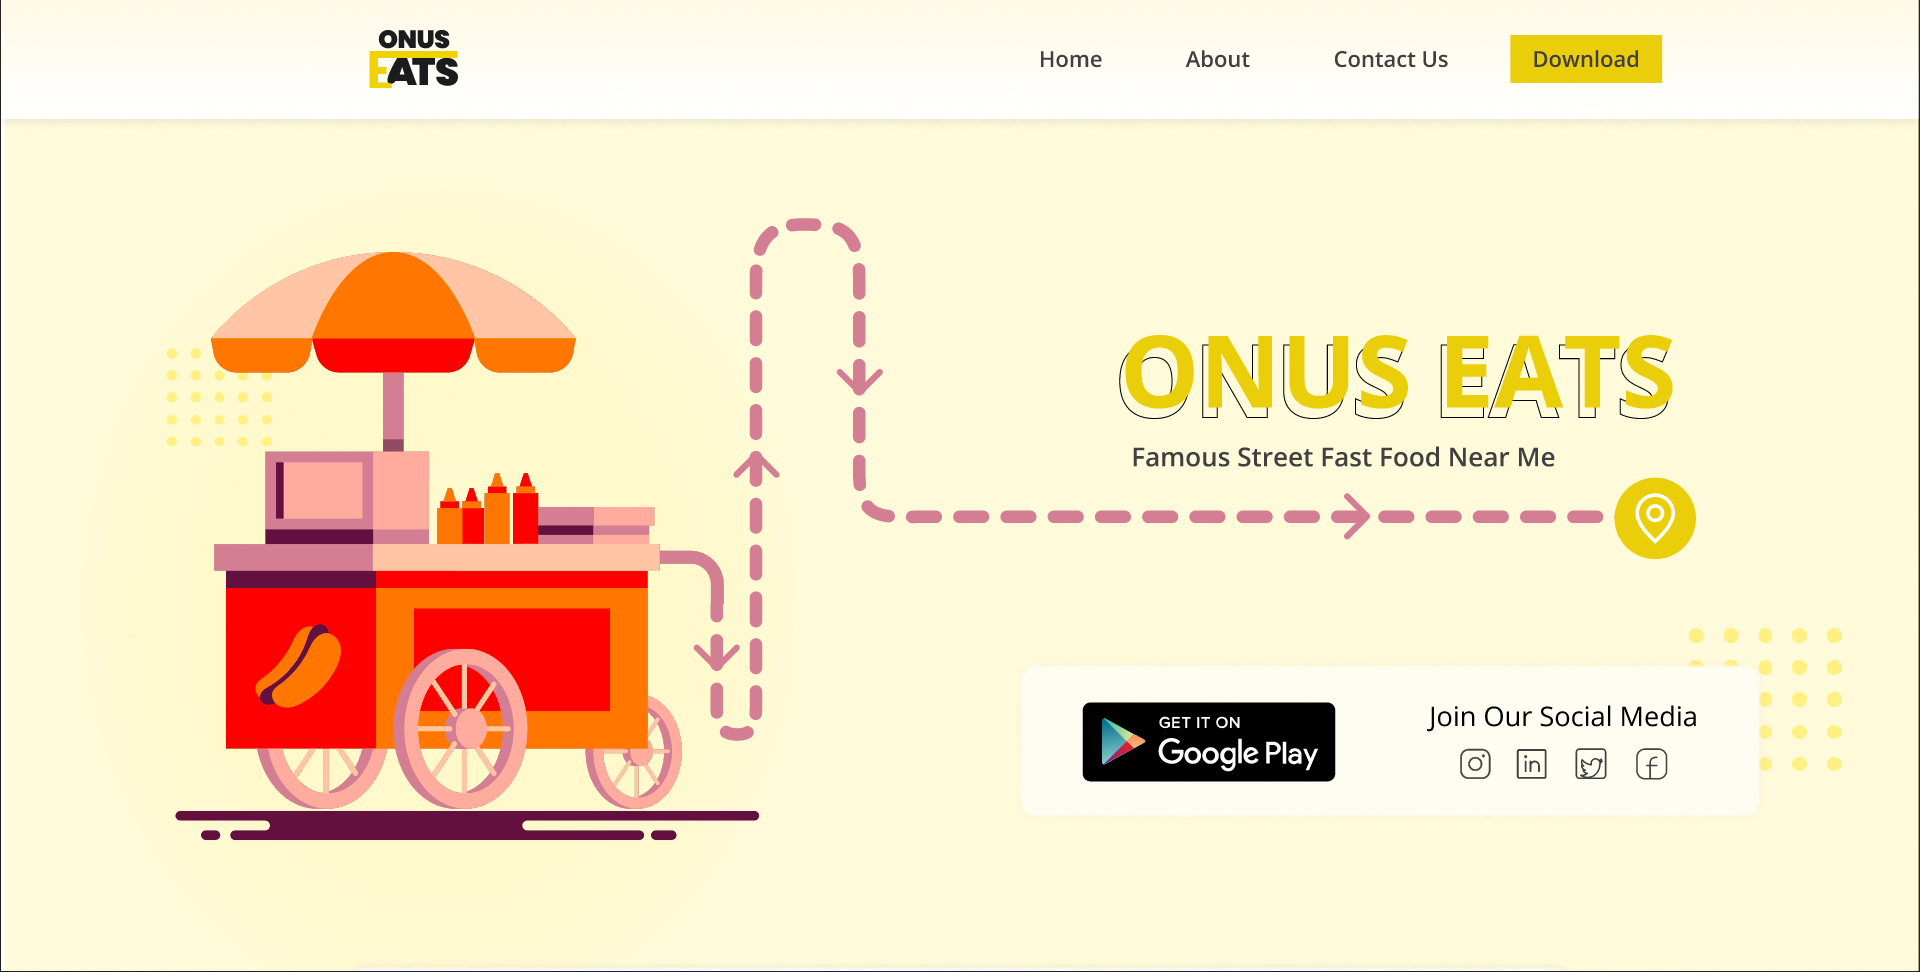 ONUS
EATS
Home
About
Contact Us
Download
ONUS EATS
Famous Street Fast Food Near Me
GET IT ON
Google Play
Join Our Social Media
in
f